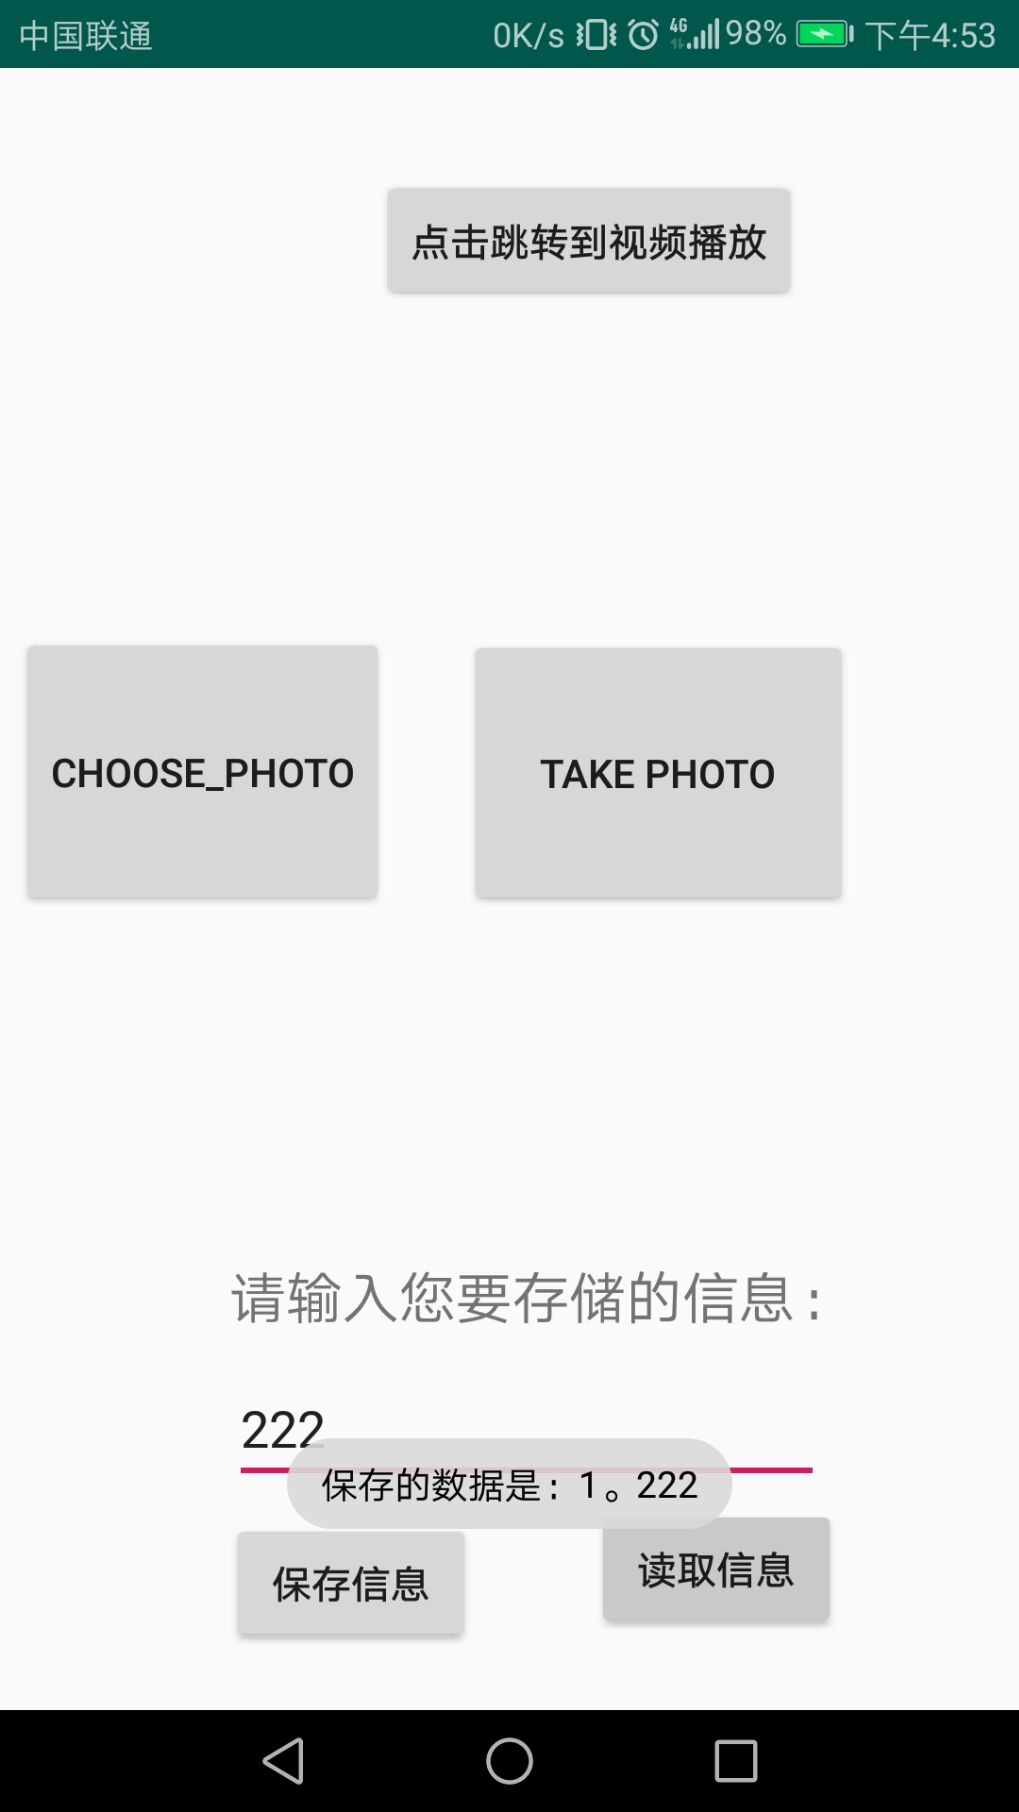 中国联通 0K/s 4G 98% 下午4:53
点击跳转到视频播放
CHOOSE_PHOTO TAKE PHOTO
请输入您要存储的信息：
222
保存的数据是：1。222
保存信息 读取信息